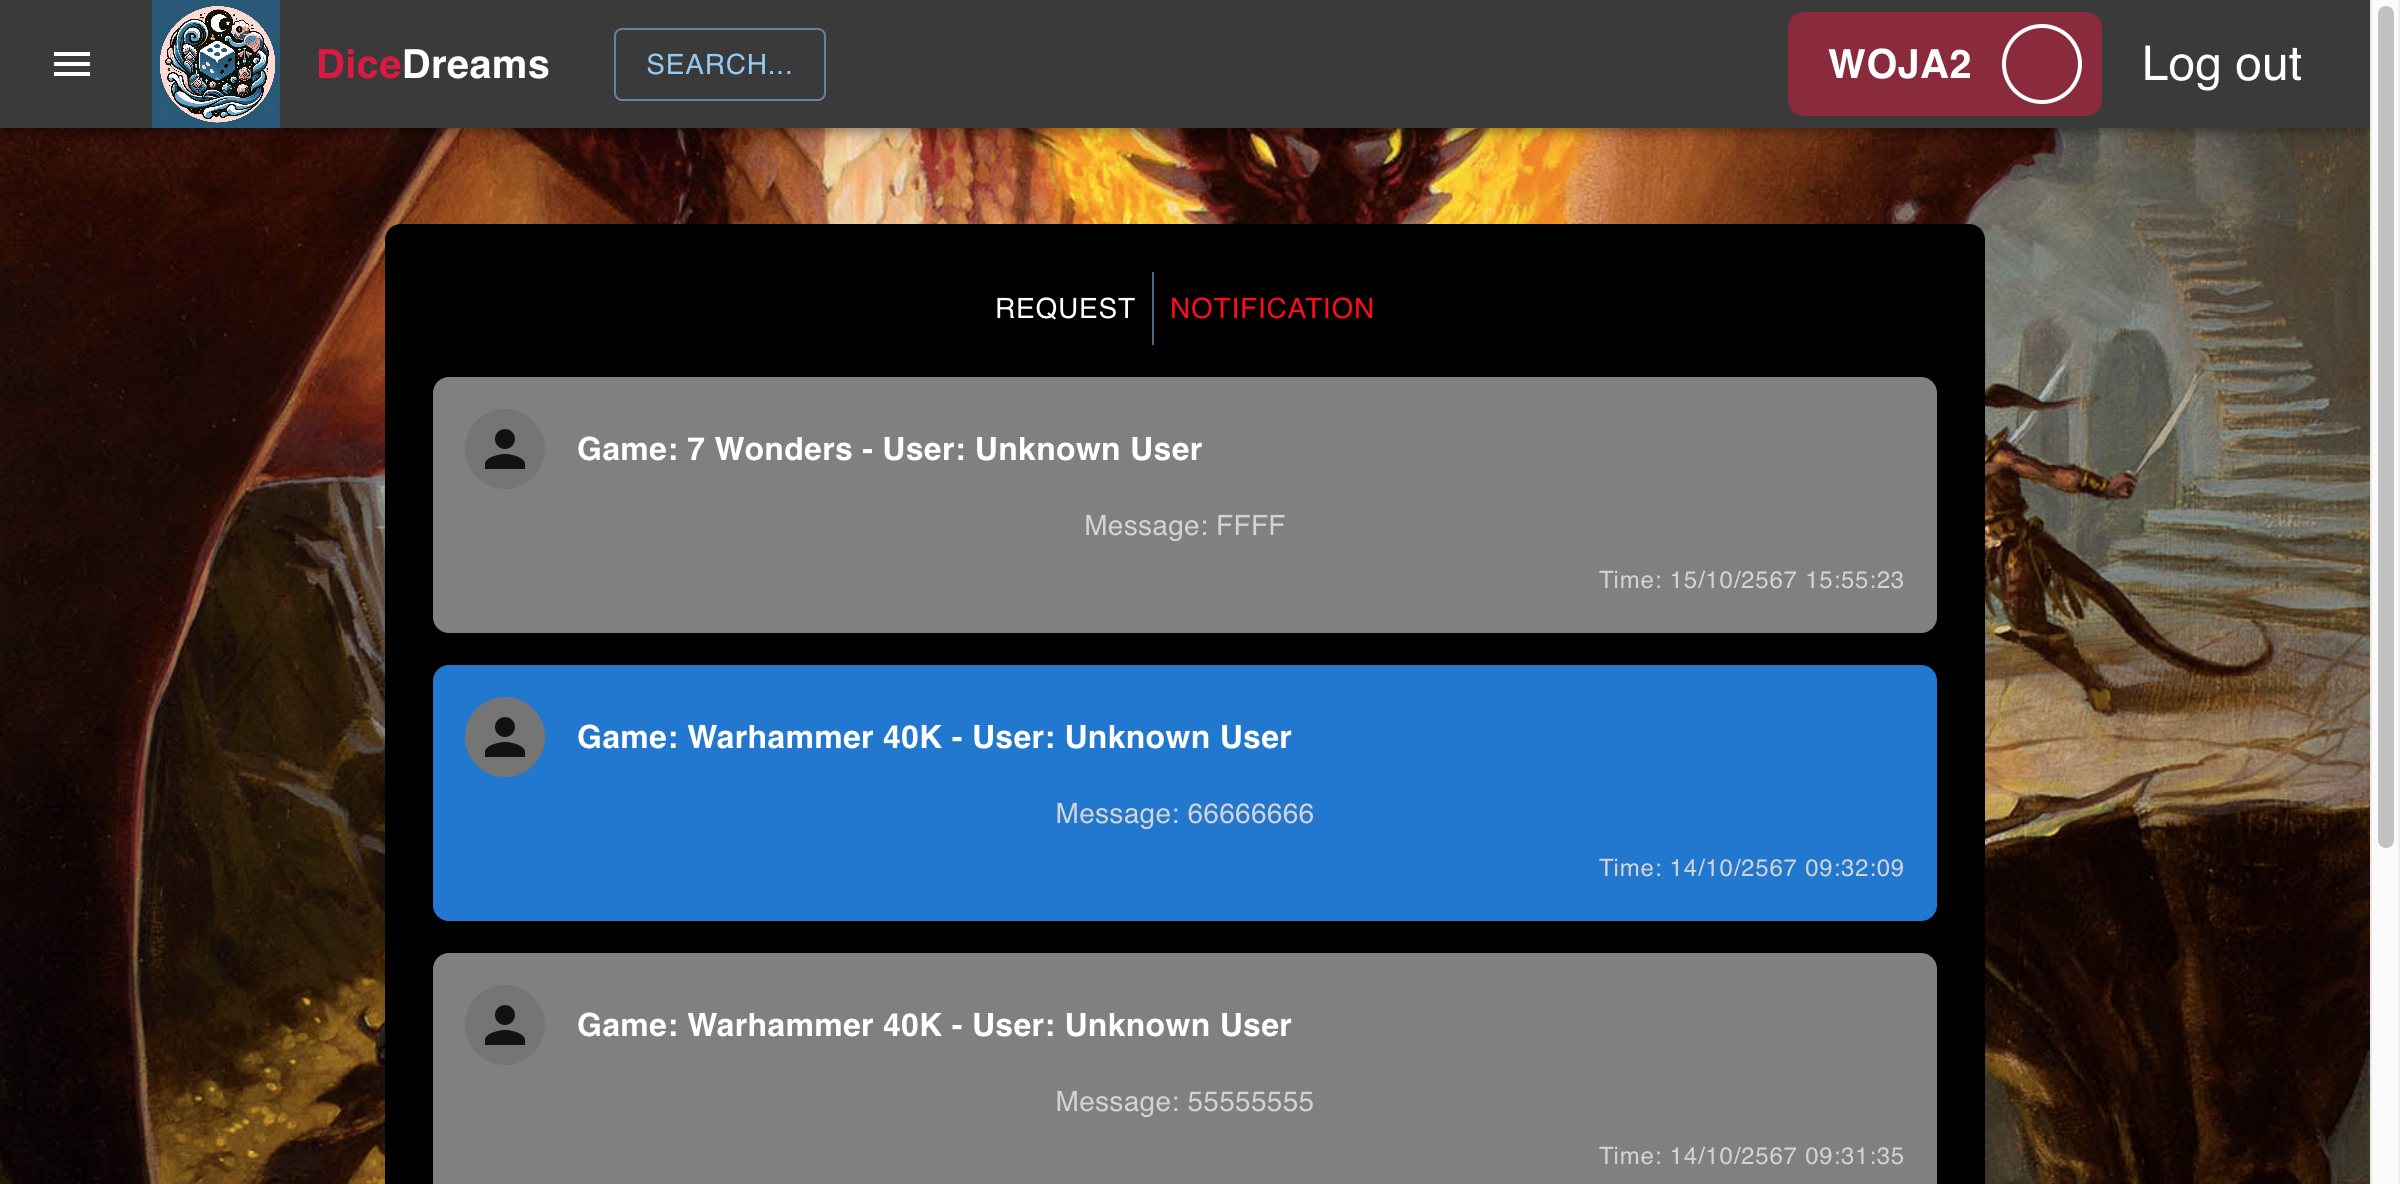 DiceDreams
SEARCH...
WOJA2
Log out
REQUEST
NOTIFICATION
Game: 7 Wonders - User: Unknown User
Message: FFFF
Time: 15/10/2567 15:55:23
Game: Warhammer 40K - User: Unknown User
Message: 66666666
Time: 14/10/2567 09:32:09
Game: Warhammer 40K - User: Unknown User
Message: 55555555
Time: 14/10/2567 09:31:35